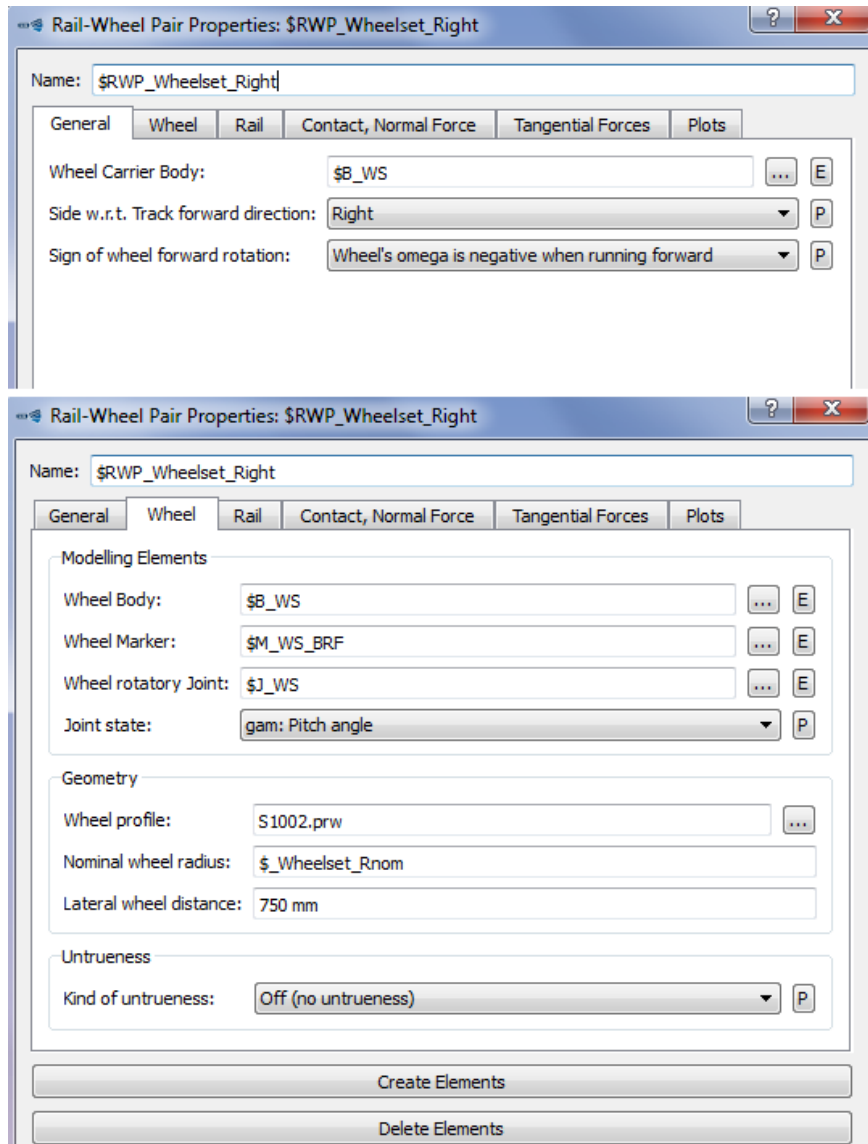 Rail-Wheel Pair Properties: $RWP_Wheelset_Right
?
X
Name: $RWP_Wheelset_Right
General Wheel Rail Contact, Normal Force Tangential Forces Plots
Wheel Carrier Body: $B_WS ... E
Side w.r.t. Track forward direction: Right P
Sign of wheel forward rotation: Wheel's omega is negative when running forward P
Rail-Wheel Pair Properties: $RWP_Wheelset_Right
?
X
Name: $RWP_Wheelset_Right
General Wheel Rail Contact, Normal Force Tangential Forces Plots
Modelling Elements
Wheel Body: $B_WS ... E
Wheel Marker: $M_WS_BRF ... E
Wheel rotatory Joint: $J_WS ... E
Joint state: gam: Pitch angle P
Geometry
Wheel profile: S1002.prw ...
Nominal wheel radius: $_Wheelset_Rnom
Lateral wheel distance: 750 mm
Untrueness
Kind of untrueness: Off (no untrueness) P
Create Elements
Delete Elements